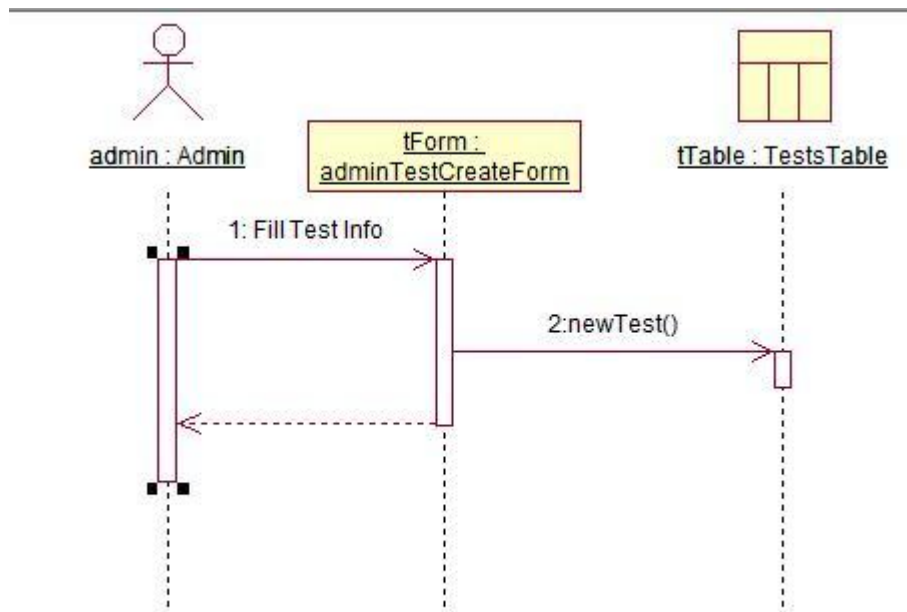 admin : Admin
tForm :
adminTestCreateForm
tTable : TestsTable
1: Fill Test Info
2:newTest()